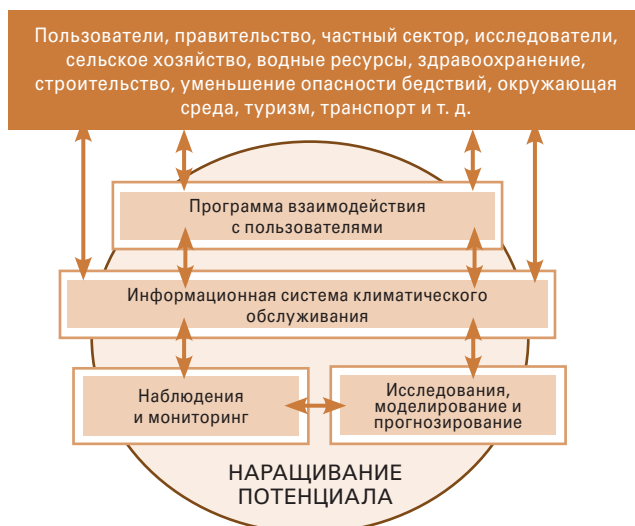 Пользователи, правительство, частный сектор, исследователи,
сельское хозяйство, водные ресурсы, здравоохранение,
строительство, уменьшение опасности бедствий, окружающая
среда, туризм, транспорт и т. д.
Программа взаимодействия
с пользователями
Информационная система климатического
обслуживания
Наблюдения
и мониторинг
Исследования,
моделирование и
прогнозирование
НАРАЩИВАНИЕ
ПОТЕНЦИАЛА